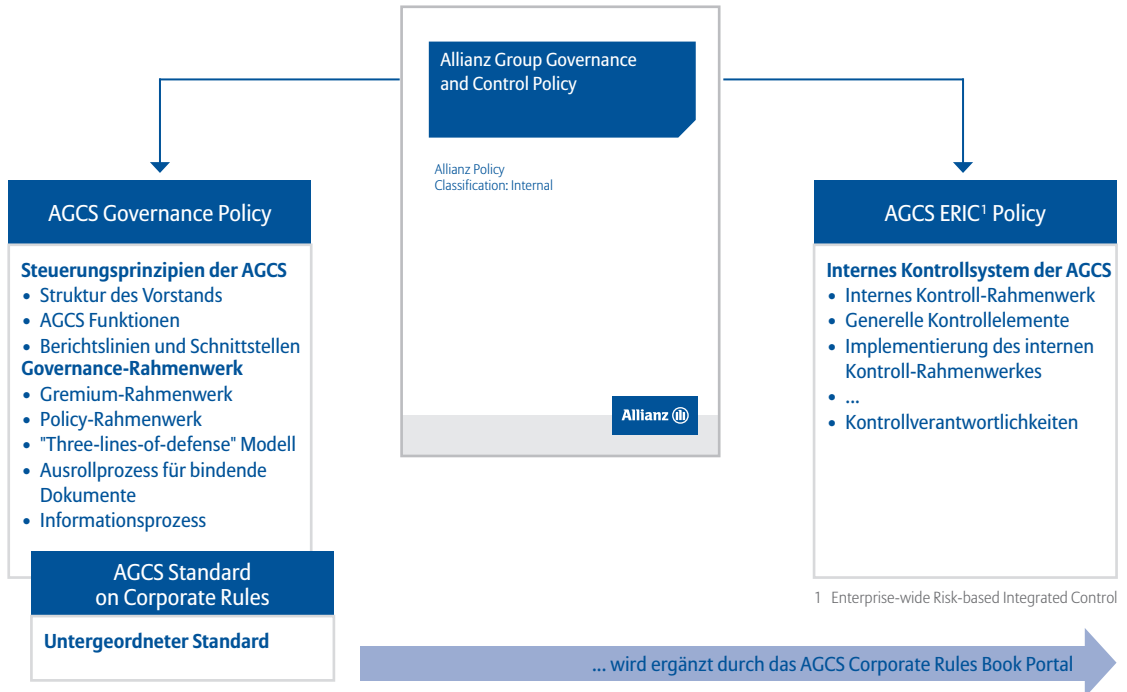 Allianz Group Governance
and Control Policy
Allianz Policy
Classification: Internal
Allianz
AGCS Governance Policy
Steuerungsprinzipien der AGCS
• Struktur des Vorstands
• AGCS Funktionen
• Berichtslinien und Schnittstellen
Governance-Rahmenwerk
• Gremium-Rahmenwerk
• Policy-Rahmenwerk
• "Three-lines-of-defense" Modell
• Ausrollprozess für bindende
Dokumente
• Informationsprozess
AGCS Standard
on Corporate Rules
Untergeordneter Standard
AGCS ERIC¹ Policy
Internes Kontrollsystem der AGCS
• Internes Kontroll-Rahmenwerk
• Generelle Kontrollelemente
• Implementierung des internen
Kontroll-Rahmenwerkes
• ...
• Kontrollverantwortlichkeiten
1 Enterprise-wide Risk-based Integrated Control
... wird ergänzt durch das AGCS Corporate Rules Book Portal